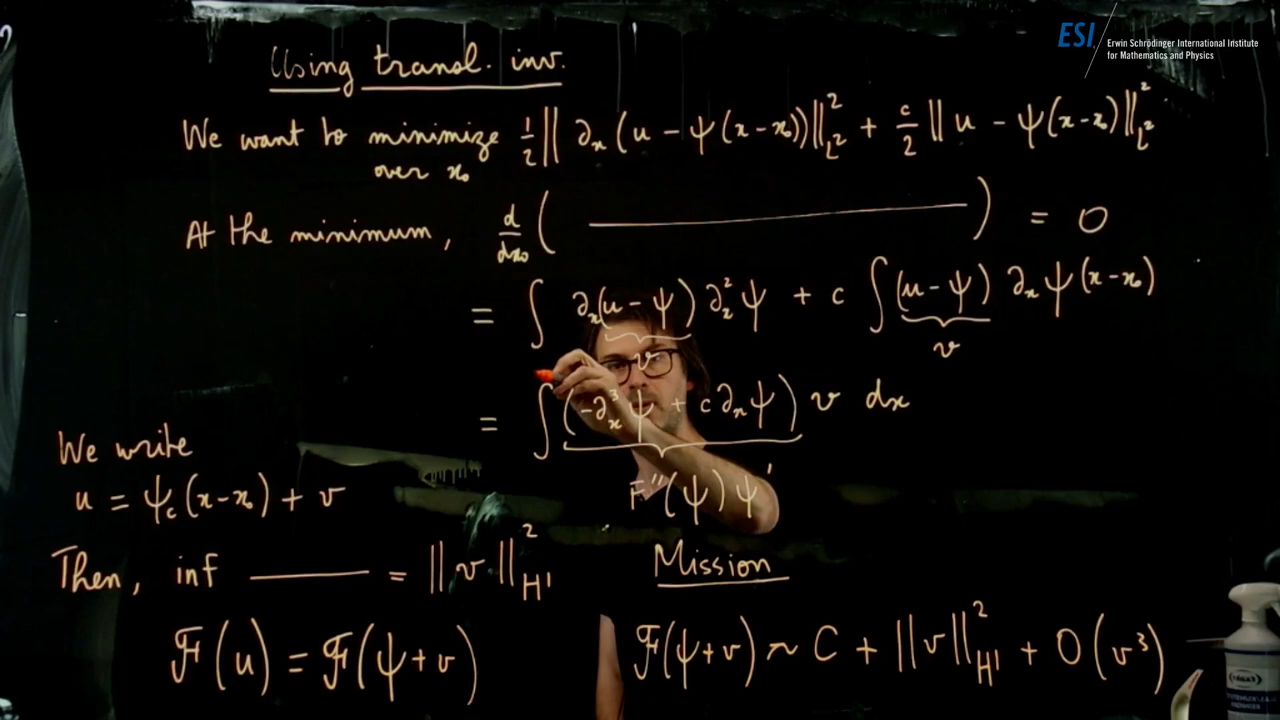 ESI Erwin Schrödinger International Institute
for Mathematics and Physics
Using transl. inv.
We want to minimize 1/2 || ∂ₓ(u − ψ(x−x₀)) ||²_{L²} + c/2 || u − ψ(x−x₀) ||²_{L²}
over x₀
At the minimum, d/dx₀ ( ——— ) = 0
= ∫ ∂ₓ(u − ψ) ∂ₓ²ψ + c ∫ (u − ψ) ∂ₓψ(x−x₀)
v v
= ∫ (−∂ₓ³ψ + c ∂ₓψ) v dx
F''(ψ) ψ'
We write
u = ψ_c(x−x₀) + v
Then, inf ——— = || v ||²_{H¹}
𝓕(u) = 𝓕(ψ+v)
Mission
𝓕(ψ+v) ~ C + ||v||²_{H¹} + O(v³)